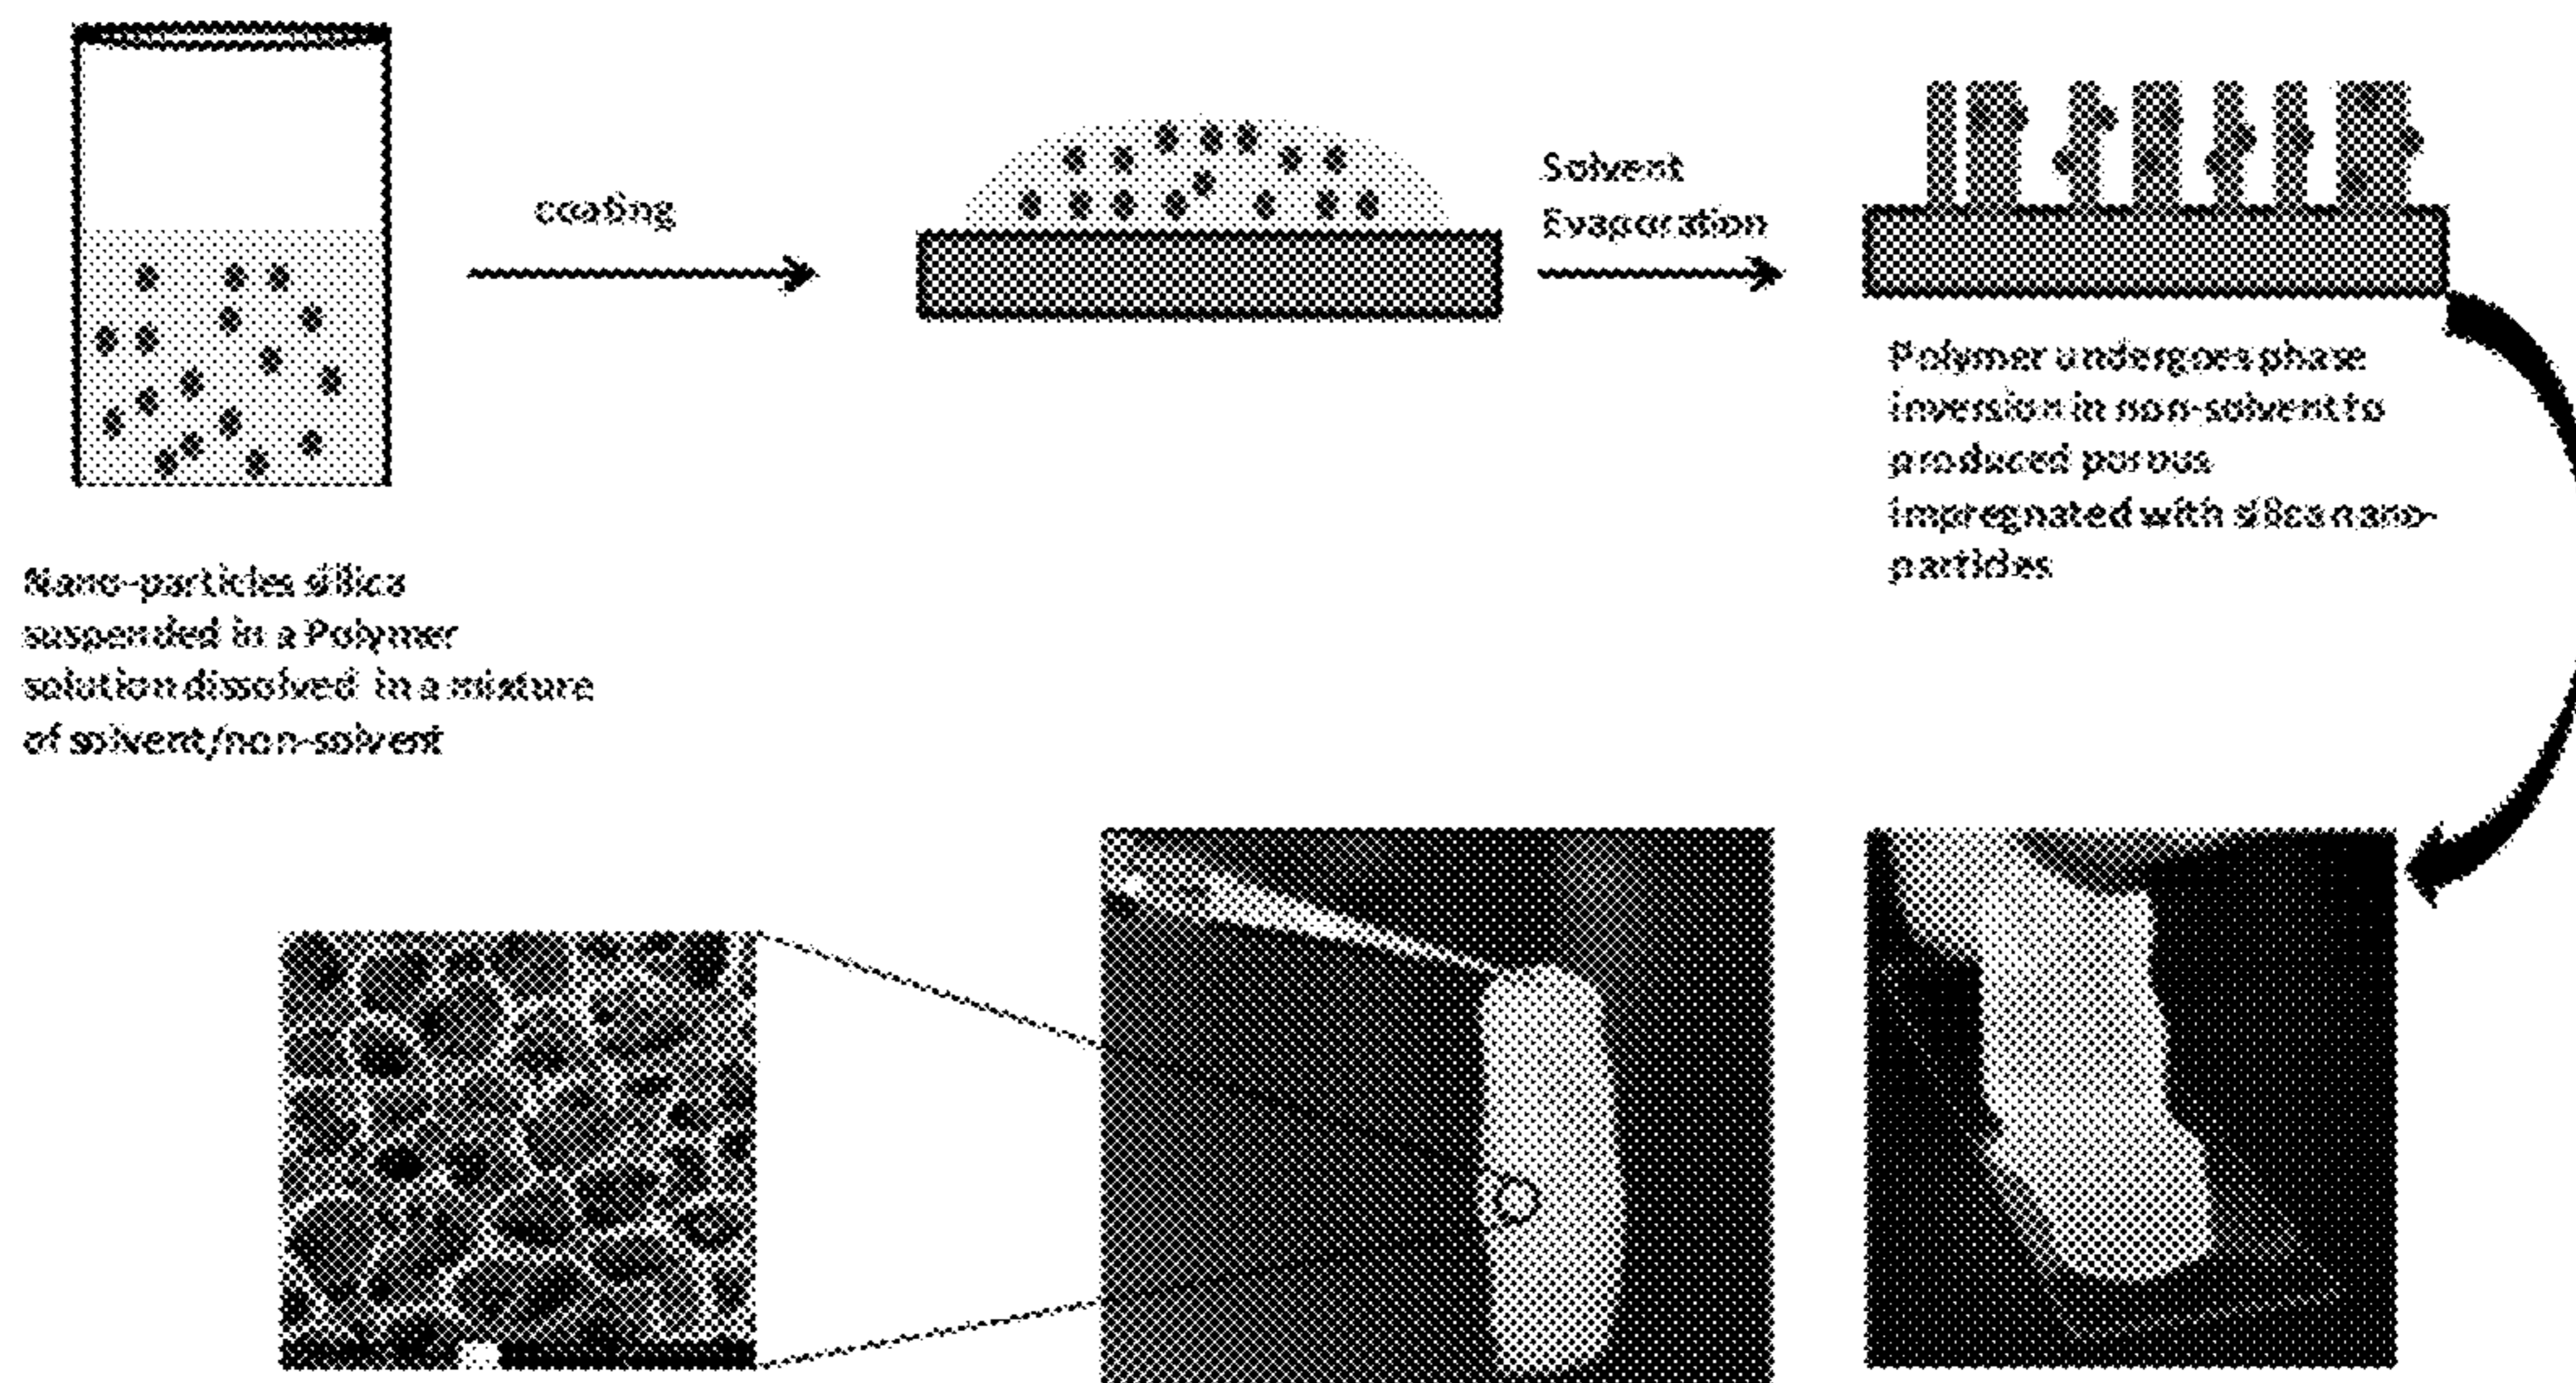 coating
Solvent
Evaporation
Polymer undergoes phase
inversion in non-solvent to
produced porous
impregnated with silica nano-
particles
Nano-particles silica
suspended in a Polymer
solution dissolved in a mixture
of solvent/non-solvent